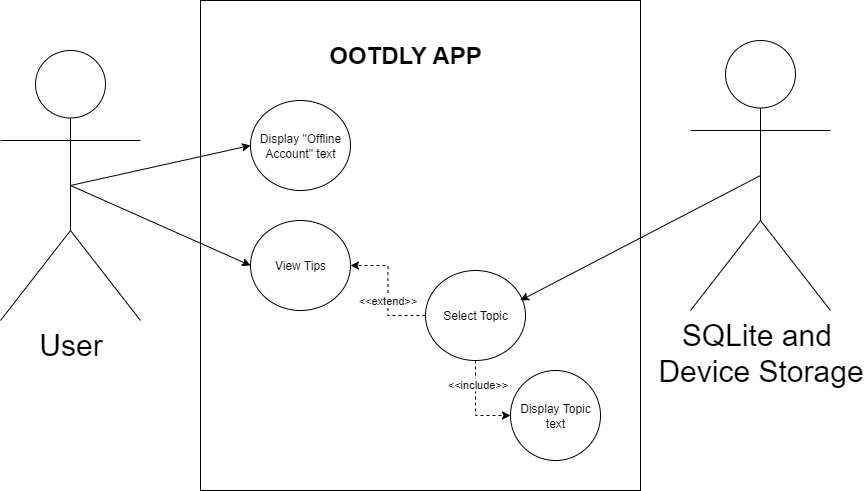 OOTDLY APP
Display "Offline
Account" text
View Tips
<<extend>>
Select Topic
<<include>>
Display Topic
text
User
SQLite and
Device Storage